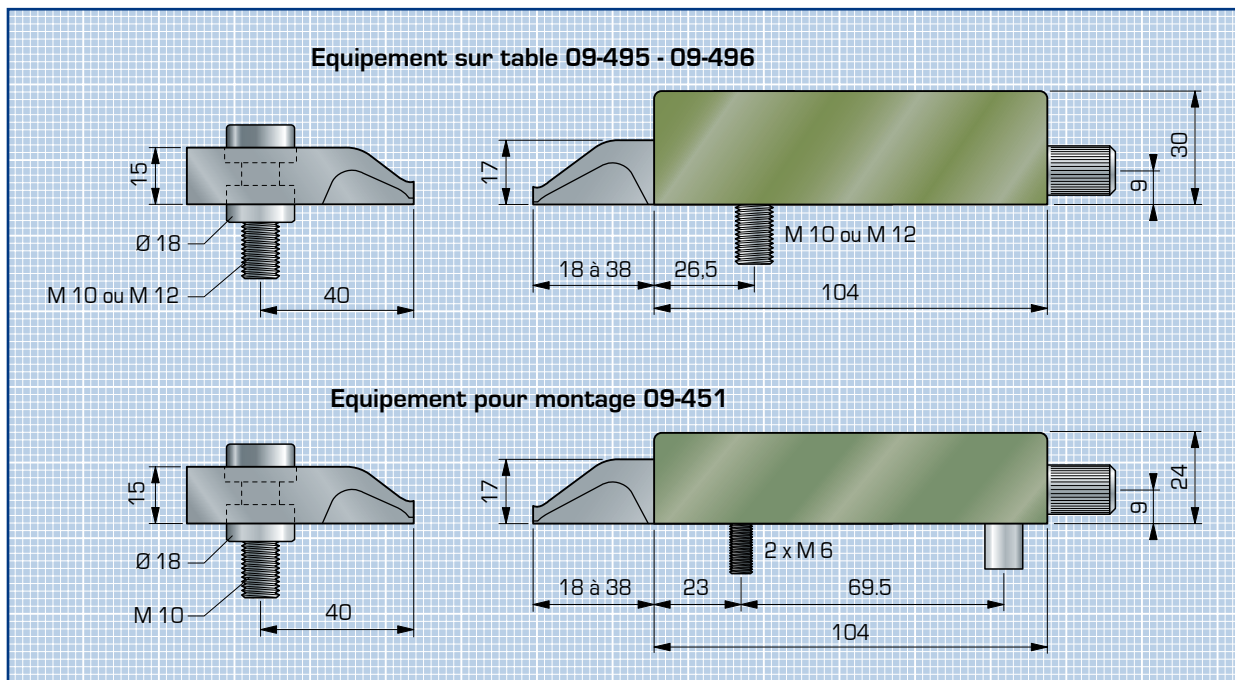 Equipement sur table 09-495 - 09-496
15
Ø 18
M 10 ou M 12
40
17
18 à 38
26,5
M 10 ou M 12
104
30
9
Equipement pour montage 09-451
15
Ø 18
M 10
40
17
18 à 38
23
2 x M 6
69.5
104
24
9